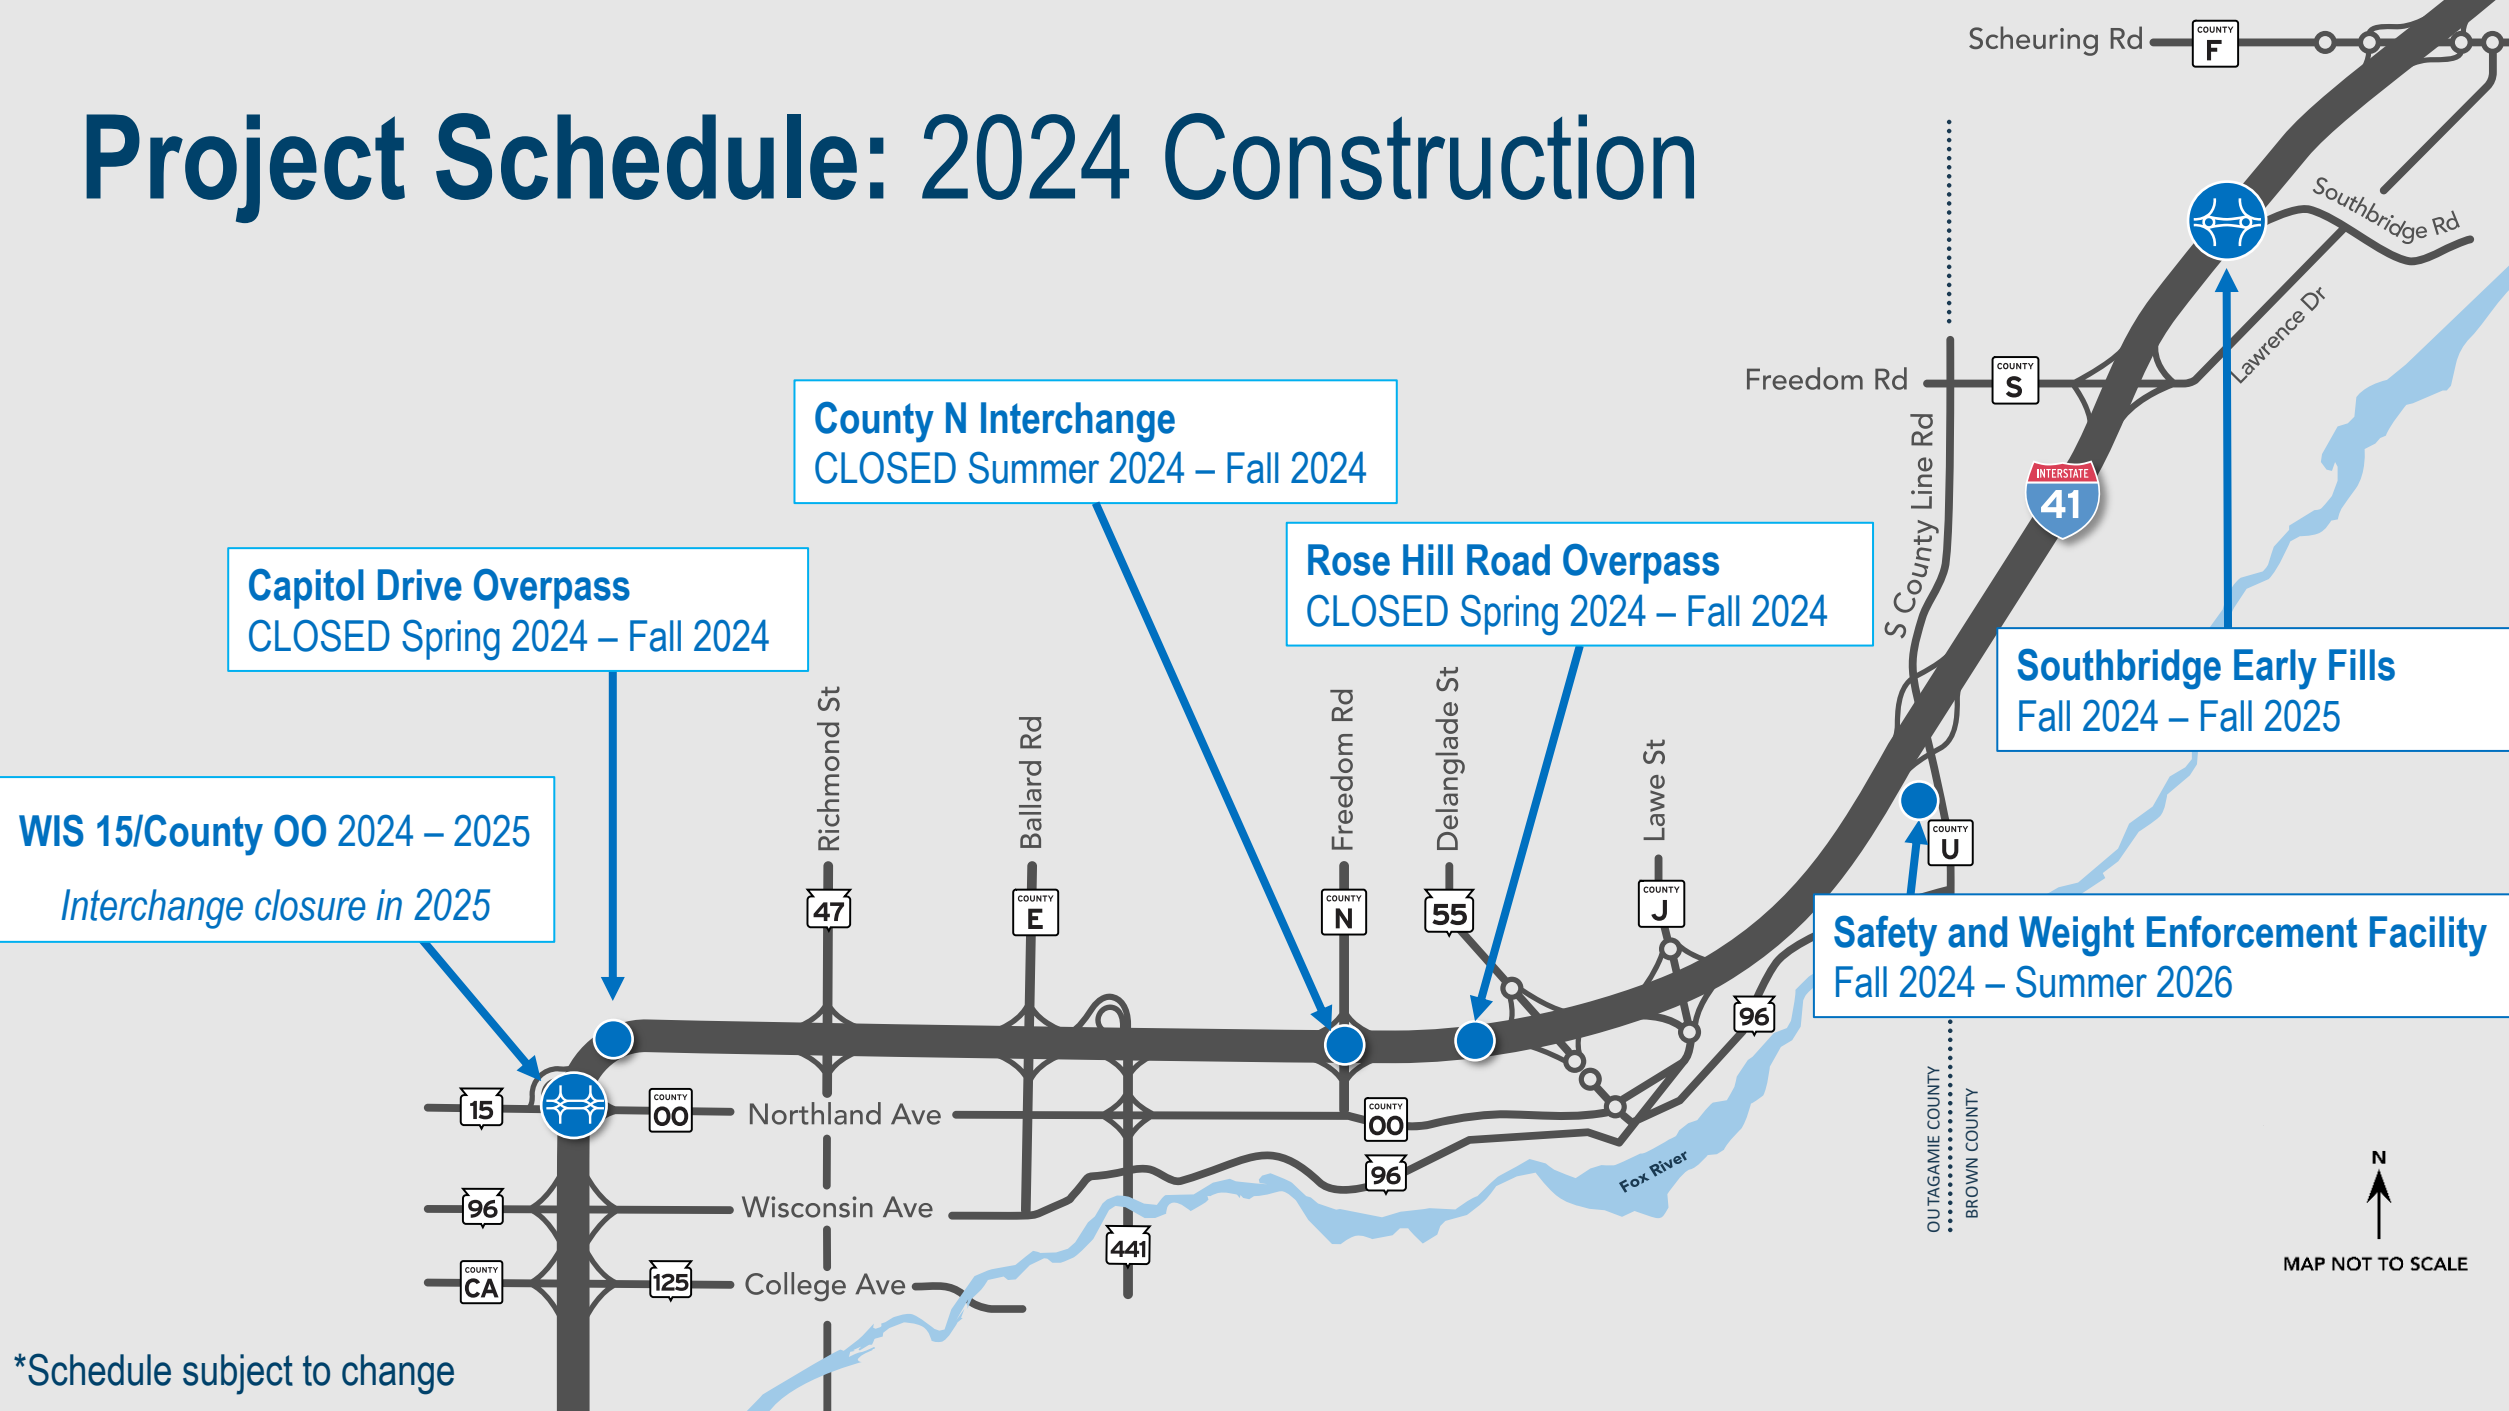 Scheuring Rd
COUNTY
F
Project Schedule: 2024 Construction
Southbridge Rd
Lawrence Dr
Freedom Rd
COUNTY
S
S County Line Rd
INTERSTATE
41
County N Interchange
CLOSED Summer 2024 – Fall 2024
Rose Hill Road Overpass
CLOSED Spring 2024 – Fall 2024
Capitol Drive Overpass
CLOSED Spring 2024 – Fall 2024
Southbridge Early Fills
Fall 2024 – Fall 2025
WIS 15/County OO 2024 – 2025
Interchange closure in 2025
Richmond St
Ballard Rd
Freedom Rd
Delanglade St
Lawe St
COUNTY
U
47
COUNTY
E
COUNTY
N
55
COUNTY
J
Safety and Weight Enforcement Facility
Fall 2024 – Summer 2026
96
15
COUNTY
OO
Northland Ave
COUNTY
OO
96
Fox River
OUTAGAMIE COUNTY
BROWN COUNTY
96
Wisconsin Ave
441
COUNTY
CA
125
College Ave
N
MAP NOT TO SCALE
*Schedule subject to change